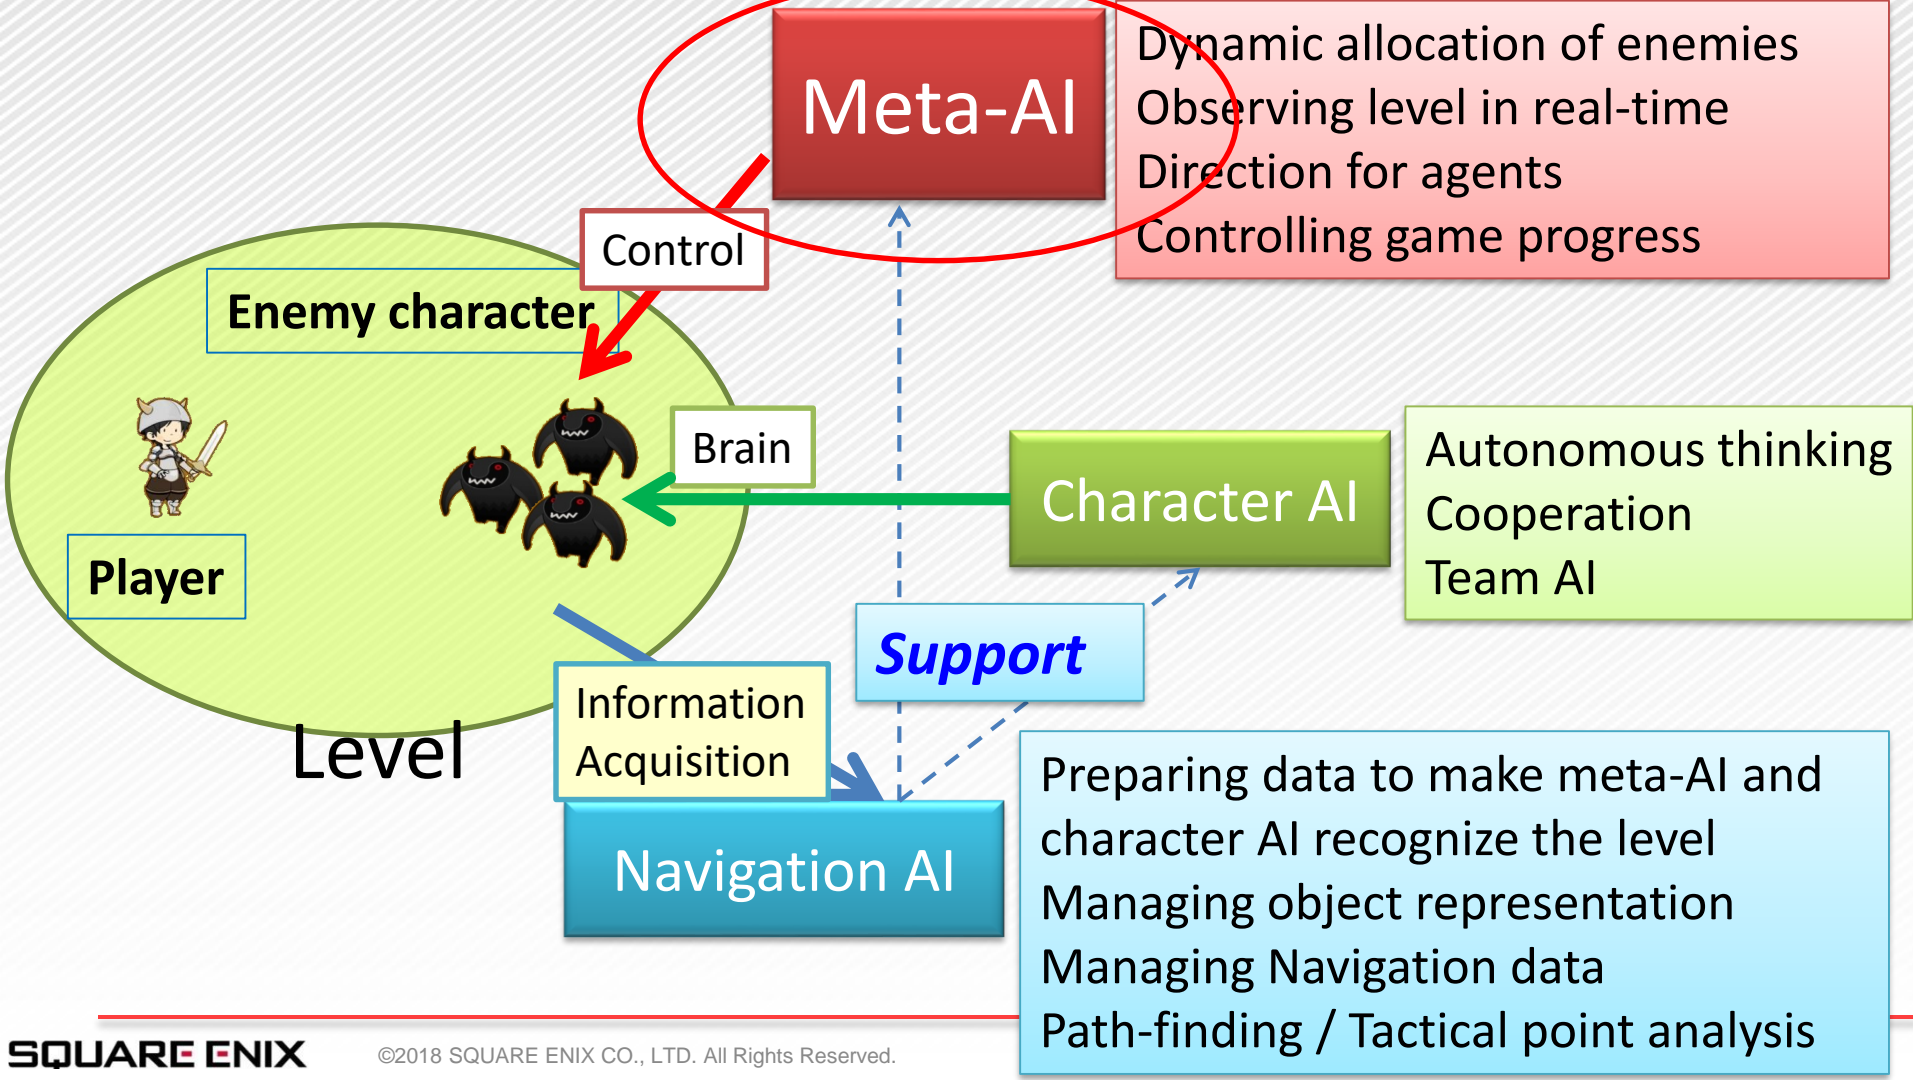 Meta-AI
Dynamic allocation of enemies
Observing level in real-time
Direction for agents
Controlling game progress
Control
Enemy character
Brain
Character AI
Autonomous thinking
Cooperation
Team AI
Player
Support
Information
Acquisition
Level
Navigation AI
Preparing data to make meta-AI and
character AI recognize the level
Managing object representation
Managing Navigation data
Path-finding / Tactical point analysis
SQUARE ENIX
©2018 SQUARE ENIX CO., LTD. All Rights Reserved.